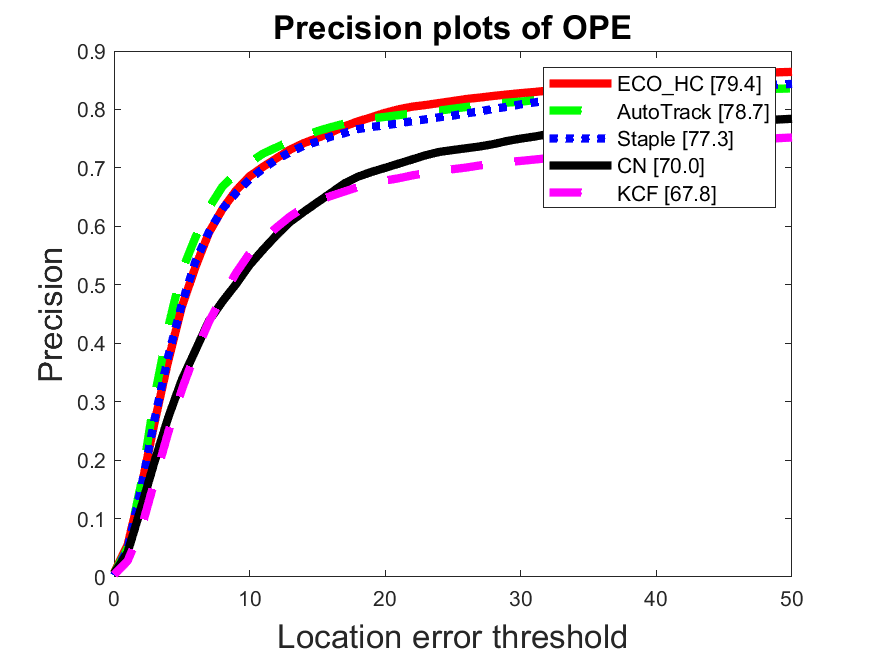 Precision plots of OPE
0.9
0.8
0.7
0.6
0.5
0.4
0.3
0.2
0.1
0
Precision
ECO_HC [79.4]
AutoTrack [78.7]
Staple [77.3]
CN [70.0]
KCF [67.8]
0 10 20 30 40 50
Location error threshold